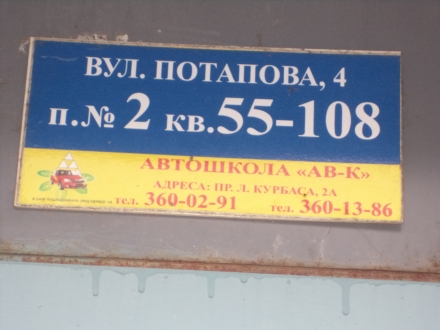 ВУЛ. ПОТАПОВА, 4
п.№ 2 кв.55-108
АВТОШКОЛА «АВ-К»
АДРЕСА: ПР. Л. КУРБАСА, 2А
тел. 360-02-91 тел. 360-13-86